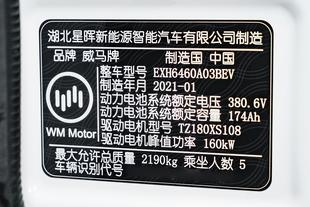 湖北星晖新能源智能汽车有限公司制造
品牌 威马牌 制造国 中国
整车型号 EXH6460A03BEV
制造年月 2021-01
动力电池系统额定电压 380.6V
动力电池系统额定容量 174Ah
驱动电机型号 TZ180XS108
驱动电机峰值功率 160kW
WM Motor
最大允许总质量 2190kg 乘坐人数 5
车辆识别代号